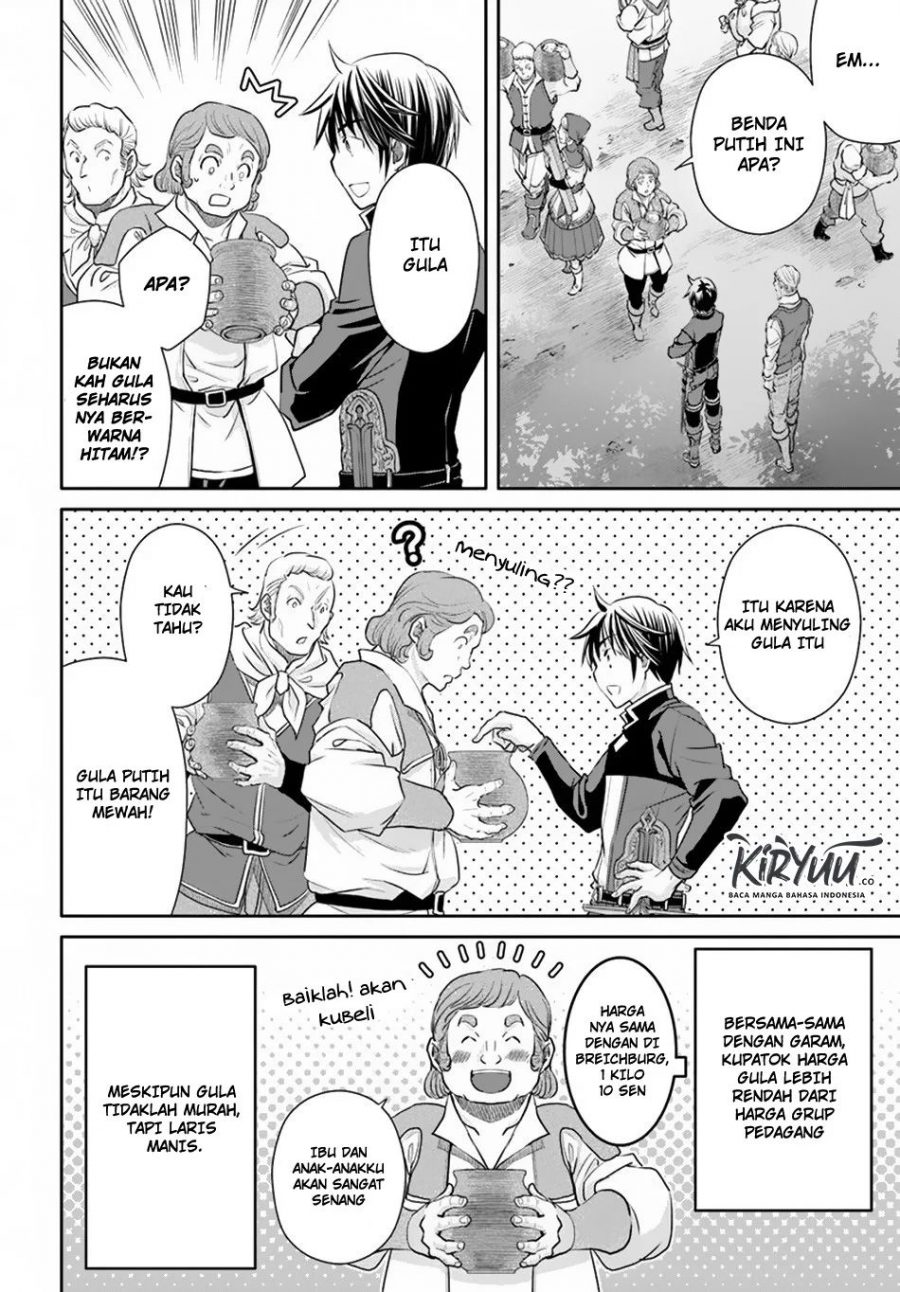 EM...
BENDA
PUTIH INI
APA?
ITU
GULA
APA?
BUKAN
KAH GULA
SEHARUS
NYA BER-
WARNA
HITAM!?
ITU KARENA
AKU MENYULING
GULA ITU
?
menyuling??
KAU
TIDAK
TAHU?
GULA PUTIH
ITU BARANG
MEWAH!
KIRYUU.CO
BACA MANGA BAHASA INDONESIA
BERSAMA-SAMA
DENGAN GARAM,
KUPATOK HARGA
GULA LEBIH
RENDAH DARI
HARGA GRUP
PEDAGANG
HARGA
NYA SAMA
DENGAN DI
BREICHBURG,
1 KILO
10 SEN
Baiklah! akan
kubeli
IBU DAN
ANAK-ANAKKU
AKAN SANGAT
SENANG
MESKIPUN GULA
TIDAKLAH MURAH,
TAPI LARIS
MANIS.